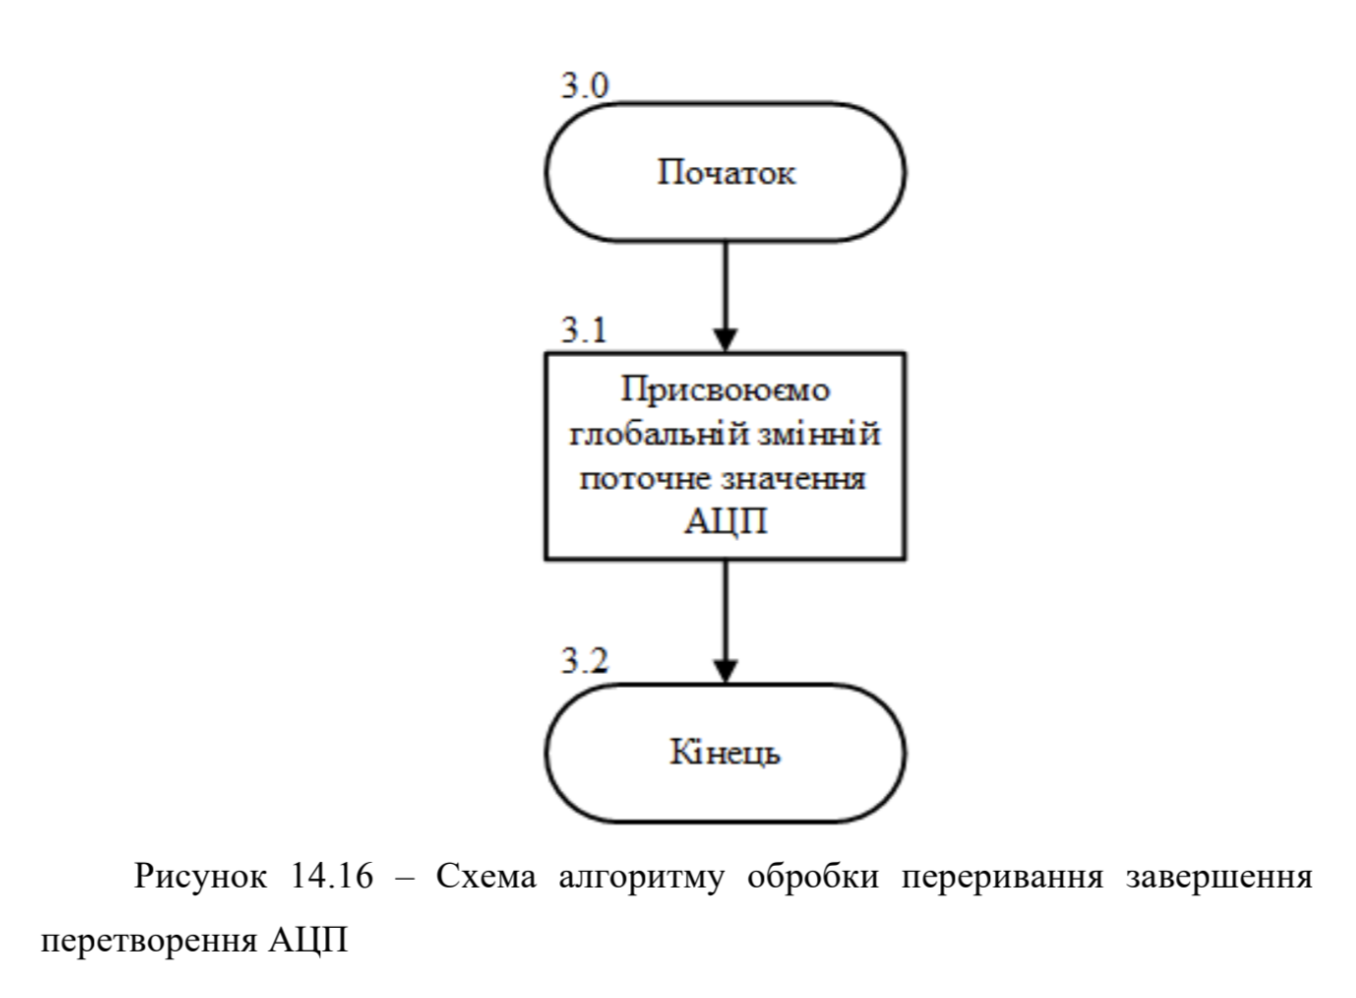 3.0
Початок
3.1
Присвоюємо
глобальній змінній
поточне значення
АЦП
3.2
Кінець
Рисунок 14.16 – Схема алгоритму обробки переривання завершення
перетворення АЦП